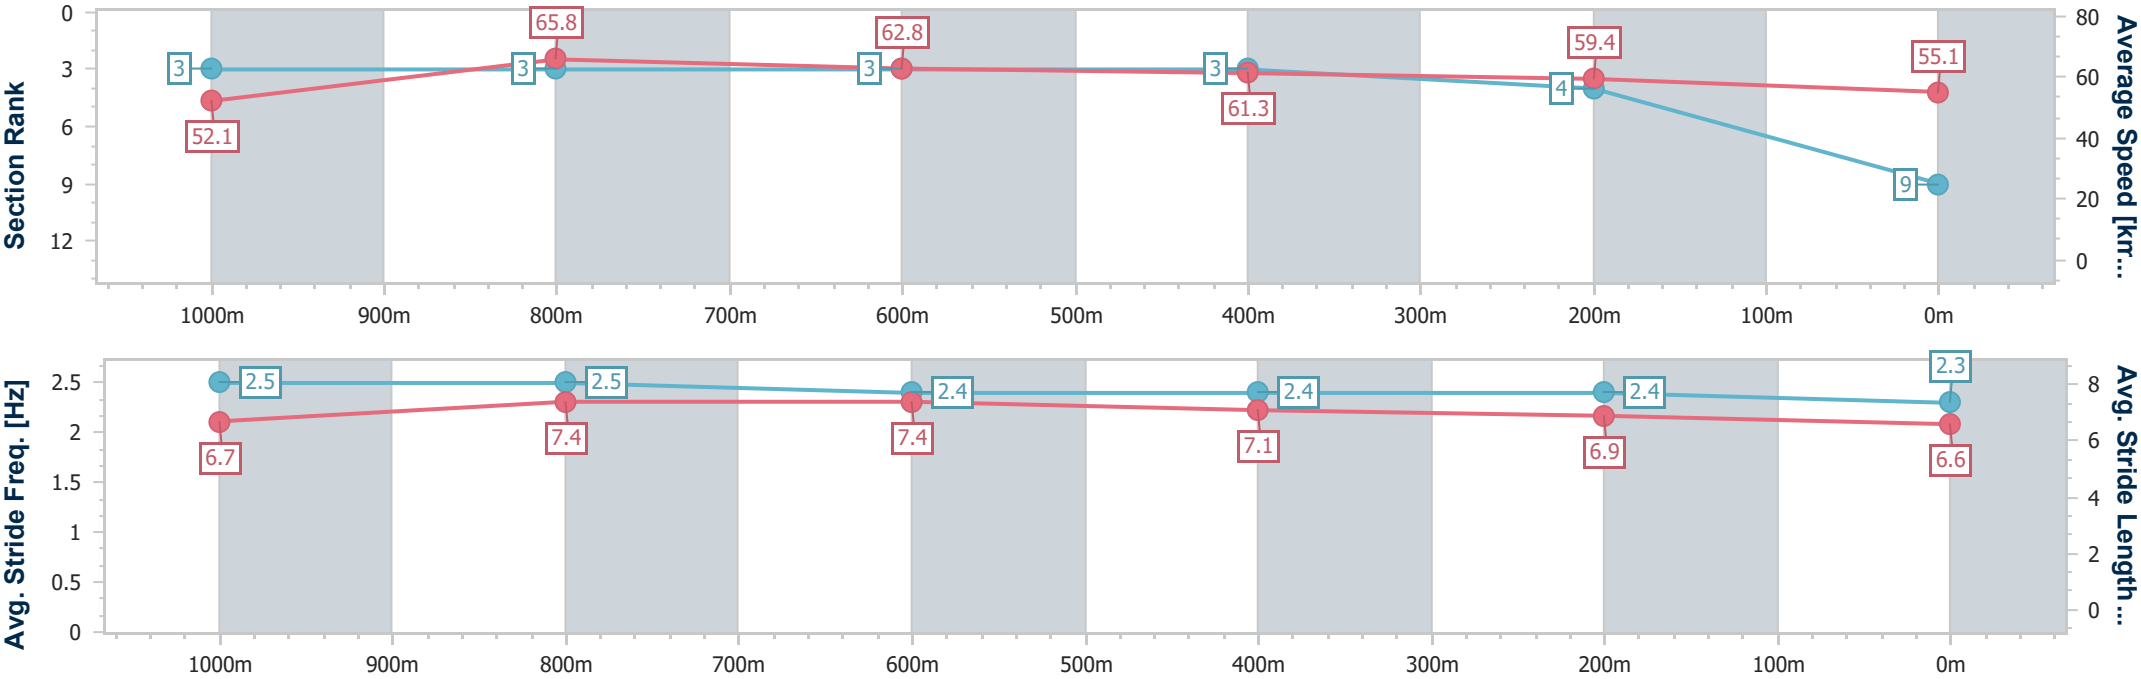 Section Rank
0
3
6
9
12
3
3
3
3
4
9
52.1
65.8
62.8
61.3
59.4
55.1
80
60
40
20
0
Average Speed [km...
1000m
900m
800m
700m
600m
500m
400m
300m
200m
100m
0m
Avg. Stride Freq. [Hz]
2.5
2
1.5
1
0.5
0
2.5
2.5
2.4
2.4
2.4
2.3
6.7
7.4
7.4
7.1
6.9
6.6
8
6
4
2
0
Avg. Stride Length...
1000m
900m
800m
700m
600m
500m
400m
300m
200m
100m
0m